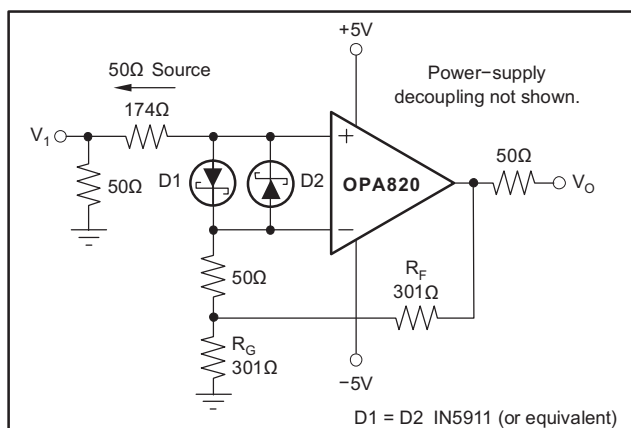 +5V
50Ω Source
Power−supply
decoupling not shown.
174Ω
V1
+
50Ω
D1
D2
OPA820
50Ω
VO
−
50Ω
RF
301Ω
RG
301Ω
−5V
D1 = D2 IN5911 (or equivalent)